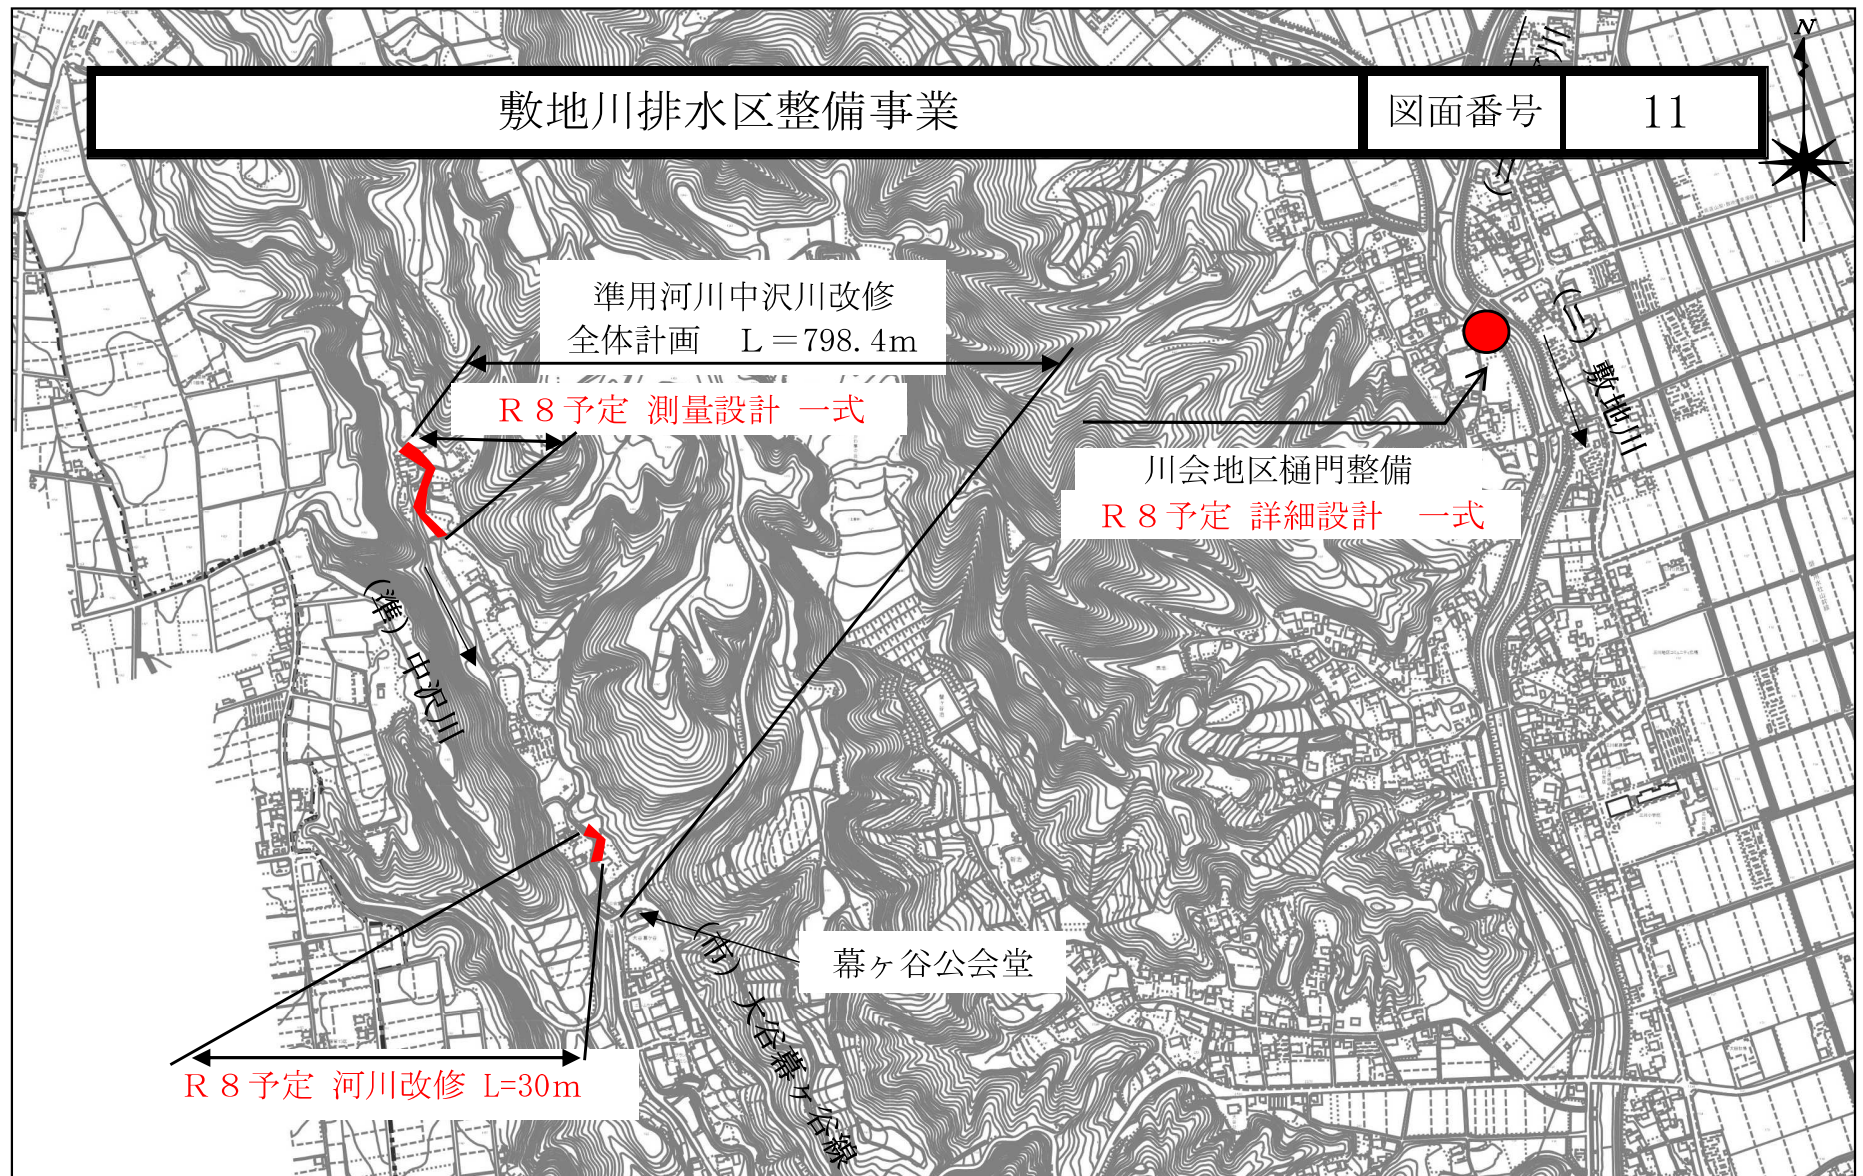 敷地川排水区整備事業
図面番号
11
N
準用河川中沢川改修
全体計画　Ｌ＝798.4m
Ｒ８予定 測量設計 一式
(二) 敷地川
川会地区樋門整備
Ｒ８予定 詳細設計　一式
(準) 中沢川
幕ヶ谷公会堂
(市) 大谷幕ヶ谷線
Ｒ８予定 河川改修 L=30m